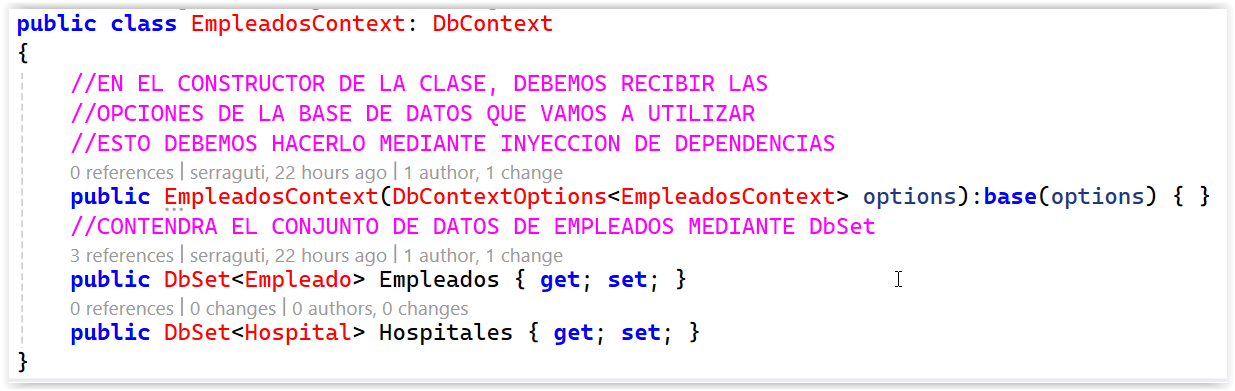 public class EmpleadosContext: DbContext
{
//EN EL CONSTRUCTOR DE LA CLASE, DEBEMOS RECIBIR LAS
//OPCIONES DE LA BASE DE DATOS QUE VAMOS A UTILIZAR
//ESTO DEBEMOS HACERLO MEDIANTE INYECCION DE DEPENDENCIAS
0 references | serraguti, 22 hours ago | 1 author, 1 change
public EmpleadosContext(DbContextOptions<EmpleadosContext> options):base(options) { }
//CONTENDRA EL CONJUNTO DE DATOS DE EMPLEADOS MEDIANTE DbSet
3 references | serraguti, 22 hours ago | 1 author, 1 change
public DbSet<Empleado> Empleados { get; set; }
0 references | 0 changes | 0 authors, 0 changes
public DbSet<Hospital> Hospitales { get; set; }
}